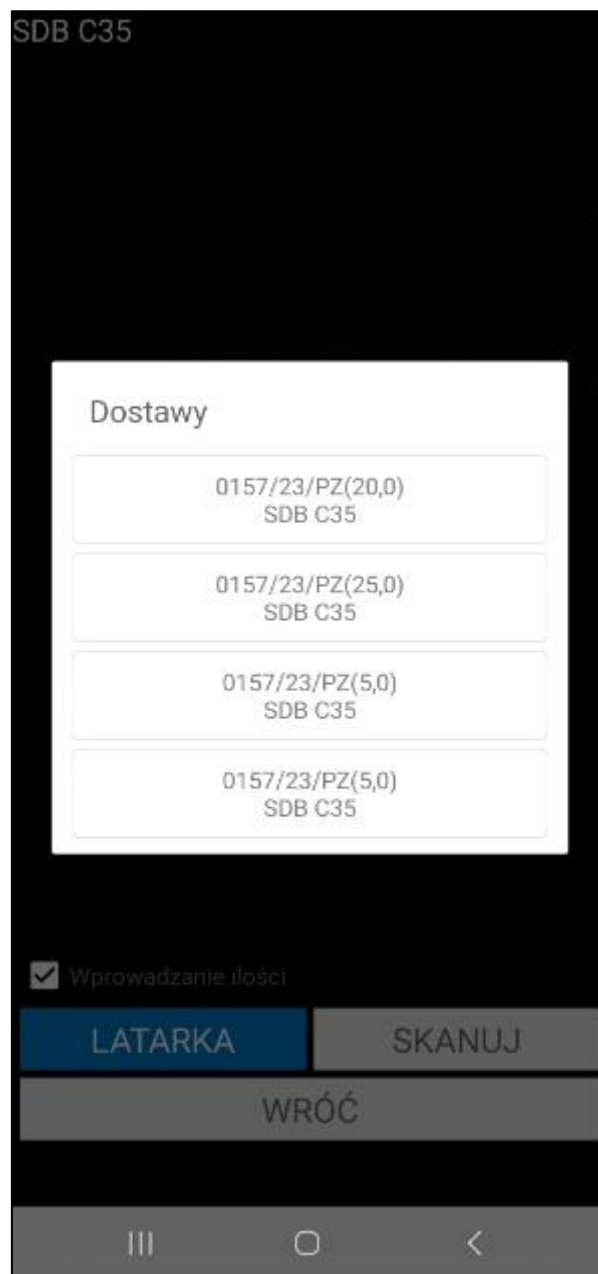 SDB C35
Dostawy
0157/23/PZ(20,0)
SDB C35
0157/23/PZ(25,0)
SDB C35
0157/23/PZ(5,0)
SDB C35
0157/23/PZ(5,0)
SDB C35
Wprowadzanie ilości
LATARKA
SKANUJ
WRÓĆ